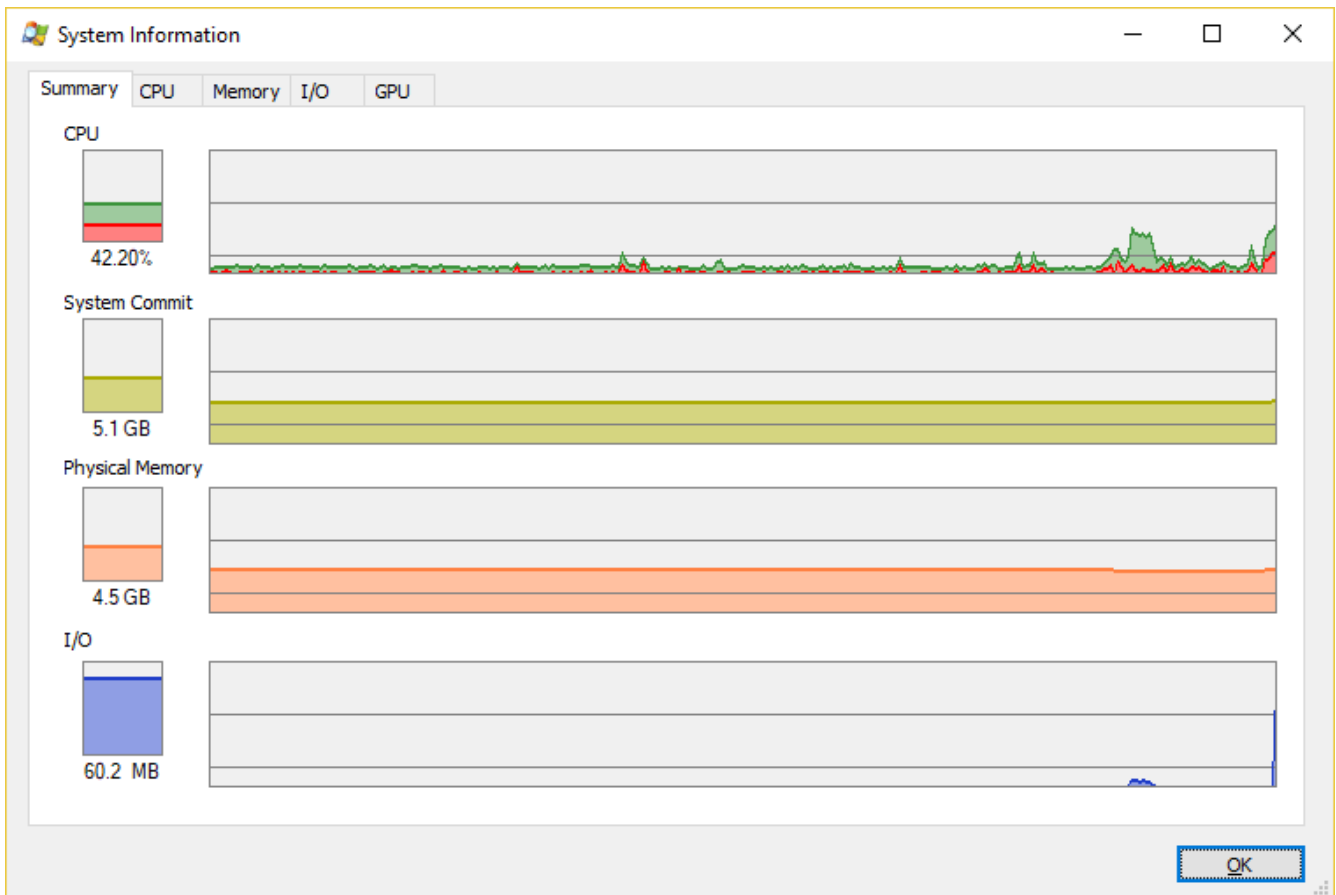 System Information
Summary CPU Memory I/O GPU
CPU
42.20%
System Commit
5.1 GB
Physical Memory
4.5 GB
I/O
60.2 MB
OK